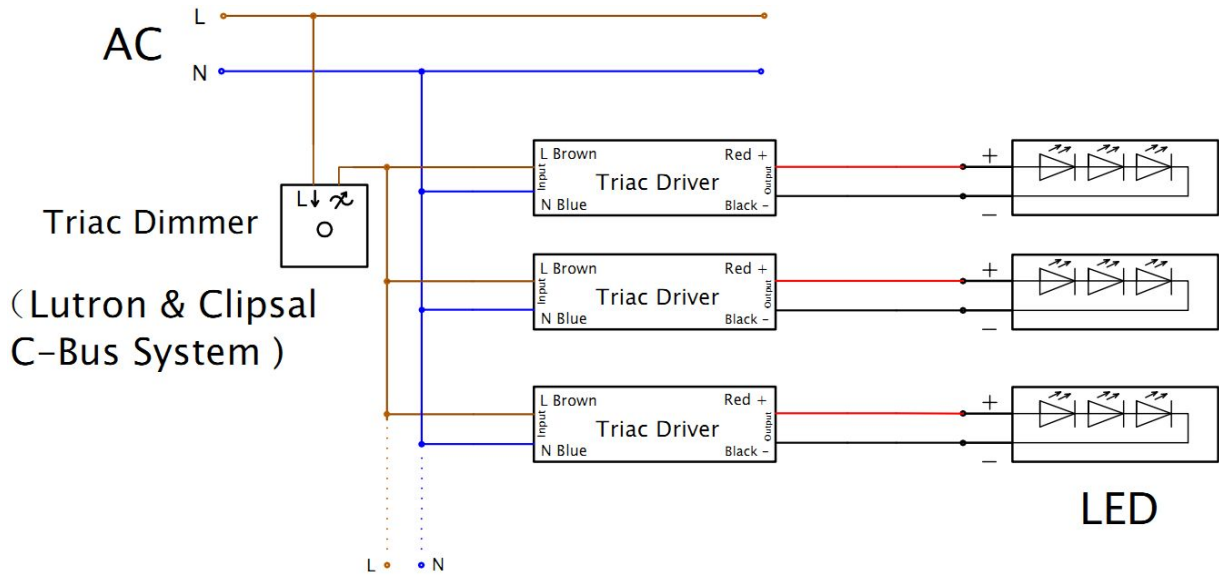 L
AC
N
L Brown
Red +
Input
Triac Driver
Output
N Blue
Black -
+
−
L
Triac Dimmer
（Lutron & Clipsal
C-Bus System )
L Brown
Red +
Input
Triac Driver
Output
N Blue
Black -
+
−
L Brown
Red +
Input
Triac Driver
Output
N Blue
Black -
+
−
LED
L
N